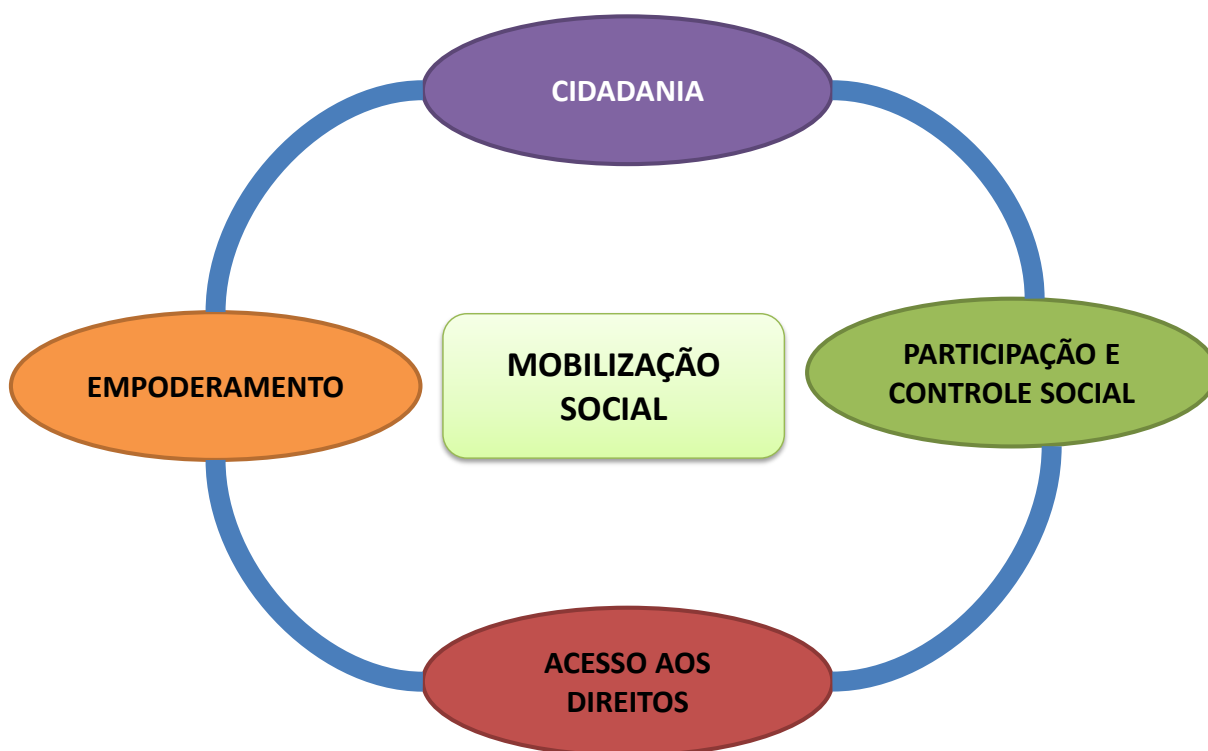 CIDADANIA
EMPODERAMENTO
MOBILIZAÇÃO
SOCIAL
PARTICIPAÇÃO E
CONTROLE SOCIAL
ACESSO AOS
DIREITOS